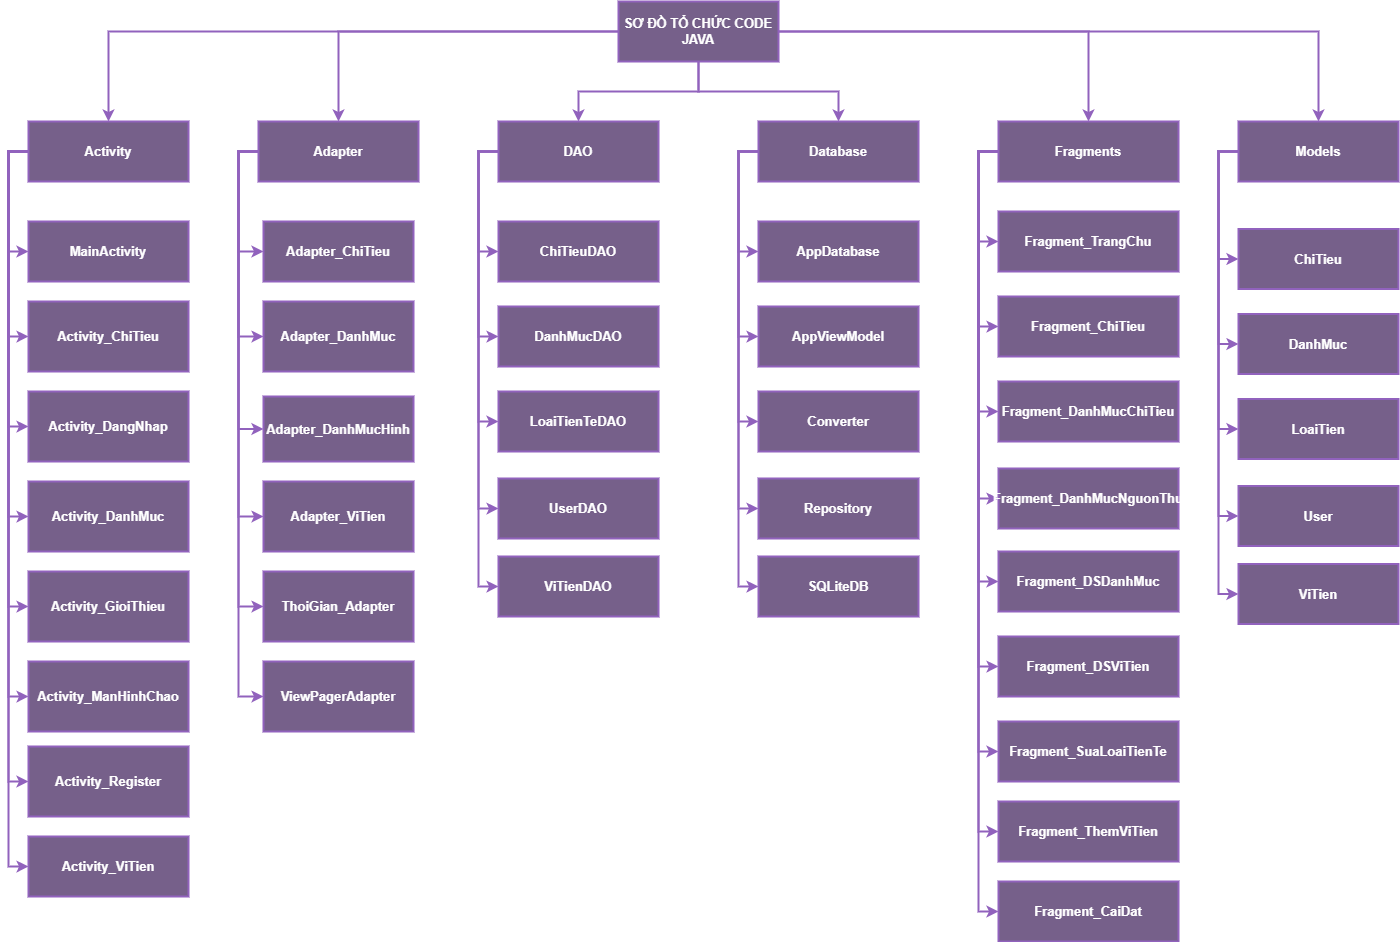 SƠ ĐỒ TỔ CHỨC CODE
JAVA
Activity
Adapter
DAO
Database
Fragments
Models
MainActivity
Activity_ChiTieu
Activity_DangNhap
Activity_DanhMuc
Activity_GioiThieu
Activity_ManHinhChao
Activity_Register
Activity_ViTien
Adapter_ChiTieu
Adapter_DanhMuc
Adapter_DanhMucHinh
Adapter_ViTien
ThoiGian_Adapter
ViewPagerAdapter
ChiTieuDAO
DanhMucDAO
LoaiTienTeDAO
UserDAO
ViTienDAO
AppDatabase
AppViewModel
Converter
Repository
SQLiteDB
Fragment_TrangChu
Fragment_ChiTieu
Fragment_DanhMucChiTieu
Fragment_DanhMucNguonThu
Fragment_DSDanhMuc
Fragment_DSViTien
Fragment_SuaLoaiTienTe
Fragment_ThemViTien
Fragment_CaiDat
ChiTieu
DanhMuc
LoaiTien
User
ViTien